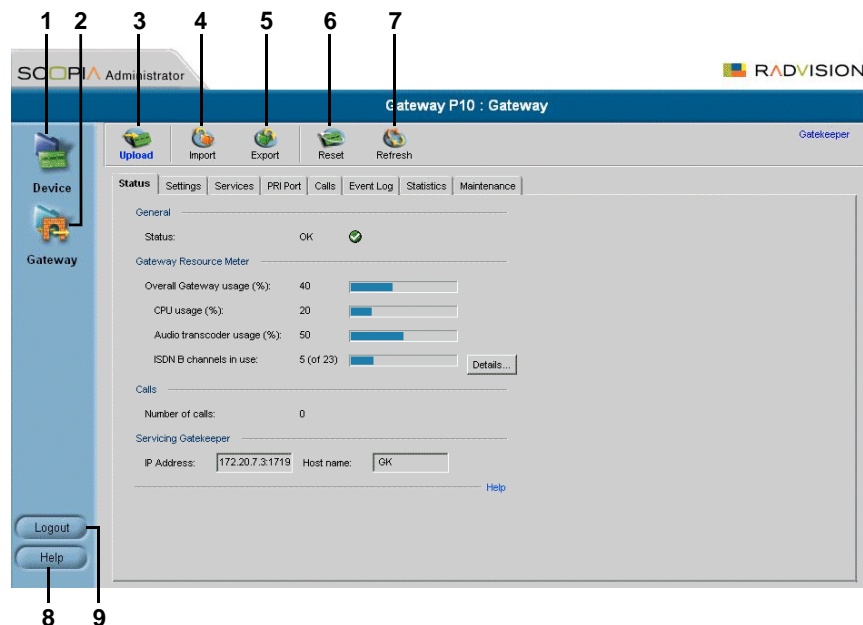 1 2 3 4 5 6 7
SCOPIA Administrator
RADVISION
Gateway P10 : Gateway
Upload Import Export Reset Refresh
Gatekeeper
Device
Gateway
Status Settings Services PRI Port Calls Event Log Statistics Maintenance
General
Status: OK
Gateway Resource Meter
Overall Gateway usage (%): 40
CPU usage (%): 20
Audio transcoder usage (%): 50
ISDN B channels in use: 5 (of 23) Details...
Calls
Number of calls: 0
Servicing Gatekeeper
IP Address: 172.20.7.3:1719 Host name: GK
Help
Logout
Help
8 9